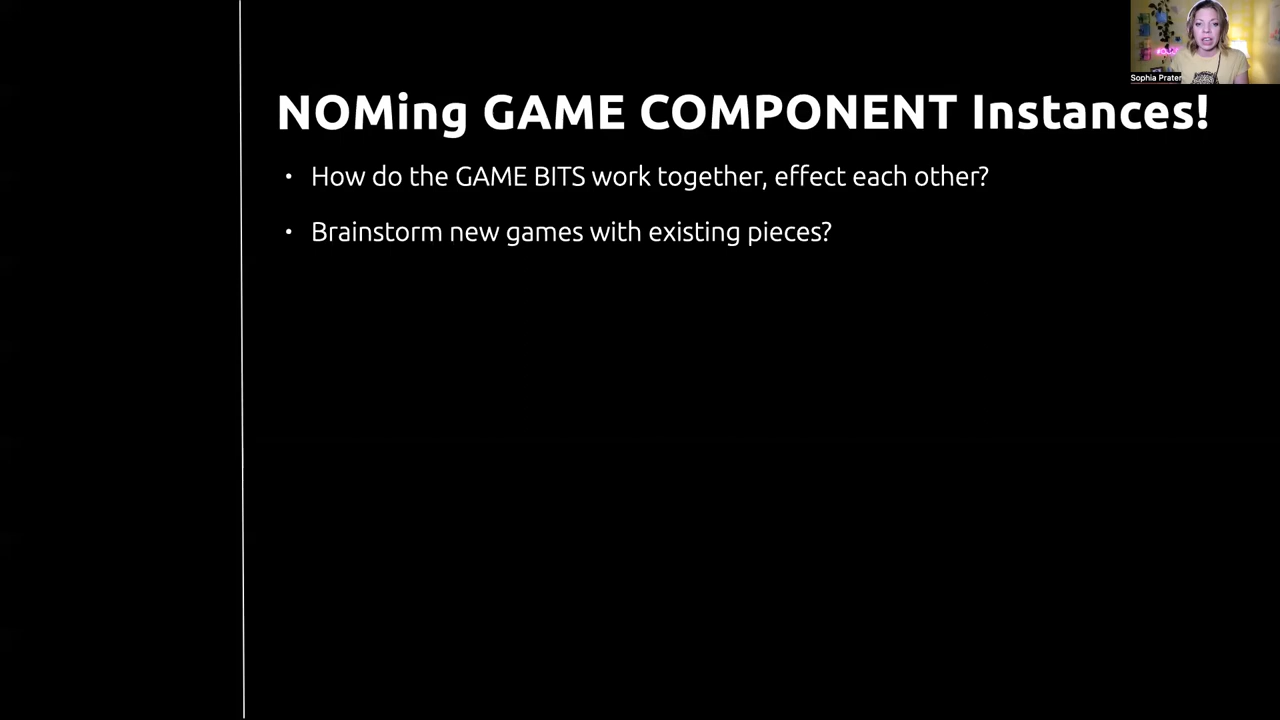 Sophia Prater
NOMing GAME COMPONENT Instances!
• How do the GAME BITS work together, effect each other?
• Brainstorm new games with existing pieces?